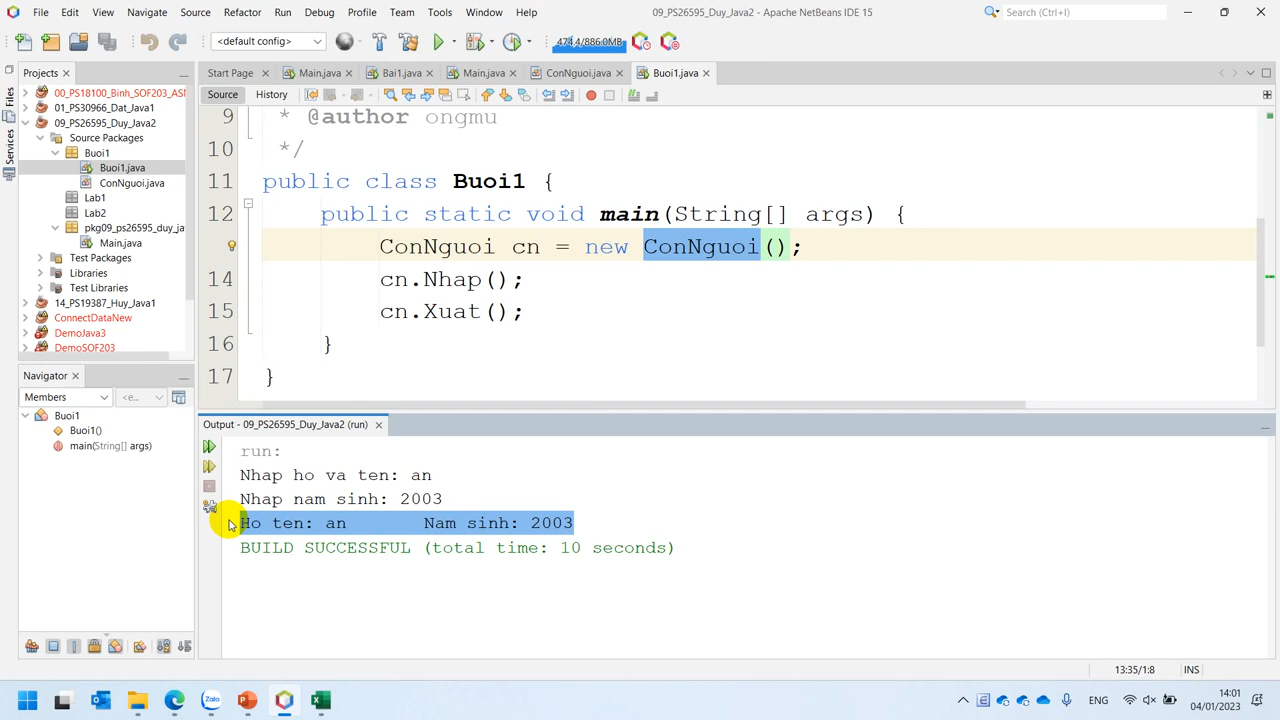 File Edit View Navigate Source Refactor Run Debug Profile Team Tools Window Help
09_PS26595_Duy_Java2 - Apache NetBeans IDE 15
Search (Ctrl+I)
<default config>
474.4/886.0MB
Projects
Start Page Main.java Bai1.java Main.java ConNguoi.java Buoi1.java
Source History
Files
Services
00_PS18100_Binh_SOF203_ASM
01_PS30966_Dat_Java1
09_PS26595_Duy_Java2
Source Packages
Buoi1
Buoi1.java
ConNguoi.java
Lab1
Lab2
pkg09_ps26595_duy_ja
Main.java
Test Packages
Libraries
Test Libraries
14_PS19387_Huy_Java1
ConnectDataNew
DemoJava3
DemoSOF203
9 * @author ongmu
10 */
11 public class Buoi1 {
12 public static void main(String[] args) {
ConNguoi cn = new ConNguoi();
14 cn.Nhap();
15 cn.Xuat();
16 }
17 }
Navigator
Members <e...
Buoi1
Buoi1()
main(String[] args)
Output - 09_PS26595_Duy_Java2 (run)
run:
Nhap ho va ten: an
Nhap nam sinh: 2003
Ho ten: an Nam sinh: 2003
BUILD SUCCESSFUL (total time: 10 seconds)
13:35/1:8 INS
Zalo
ENG
14:01
04/01/2023